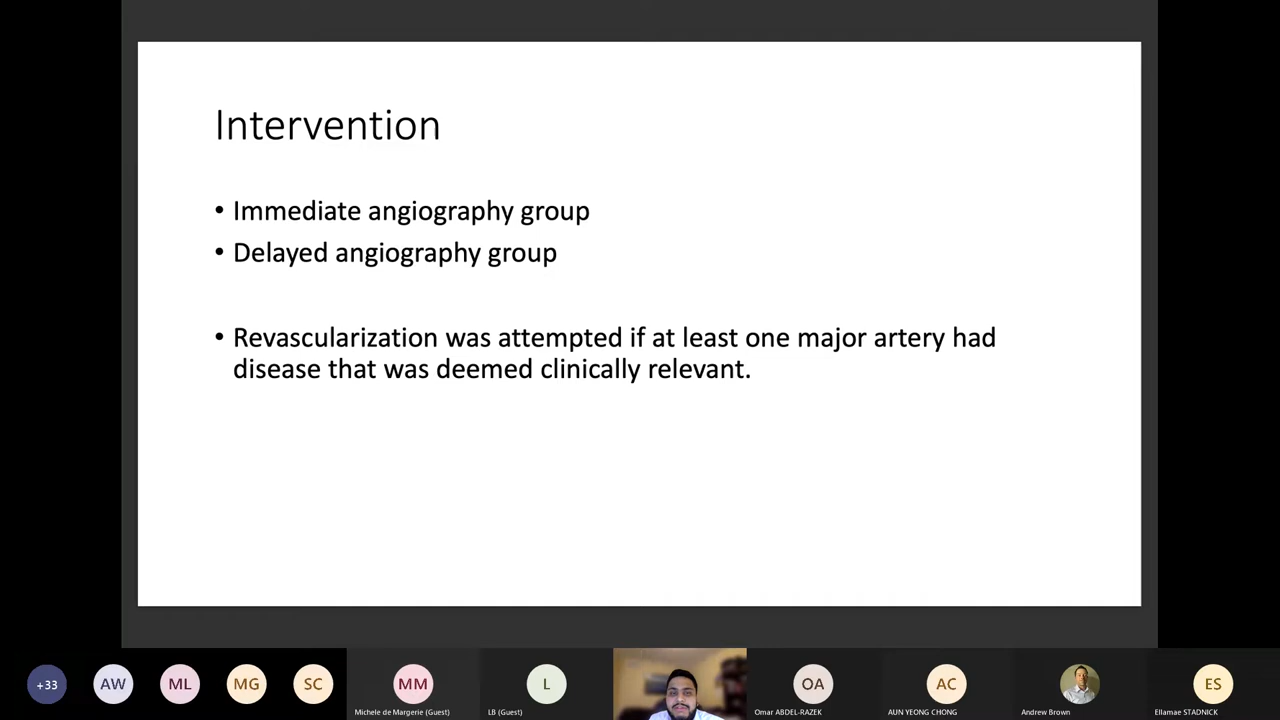 Intervention
• Immediate angiography group
• Delayed angiography group
• Revascularization was attempted if at least one major artery had
disease that was deemed clinically relevant.
+33
AW
ML
MG
SC
MM
L
OA
AC
ES
Michele de Margerie (Guest)
LB (Guest)
Omar ABDEL-RAZEK
AUN YEONG CHONG
Andrew Brown
Ellamae STADNICK